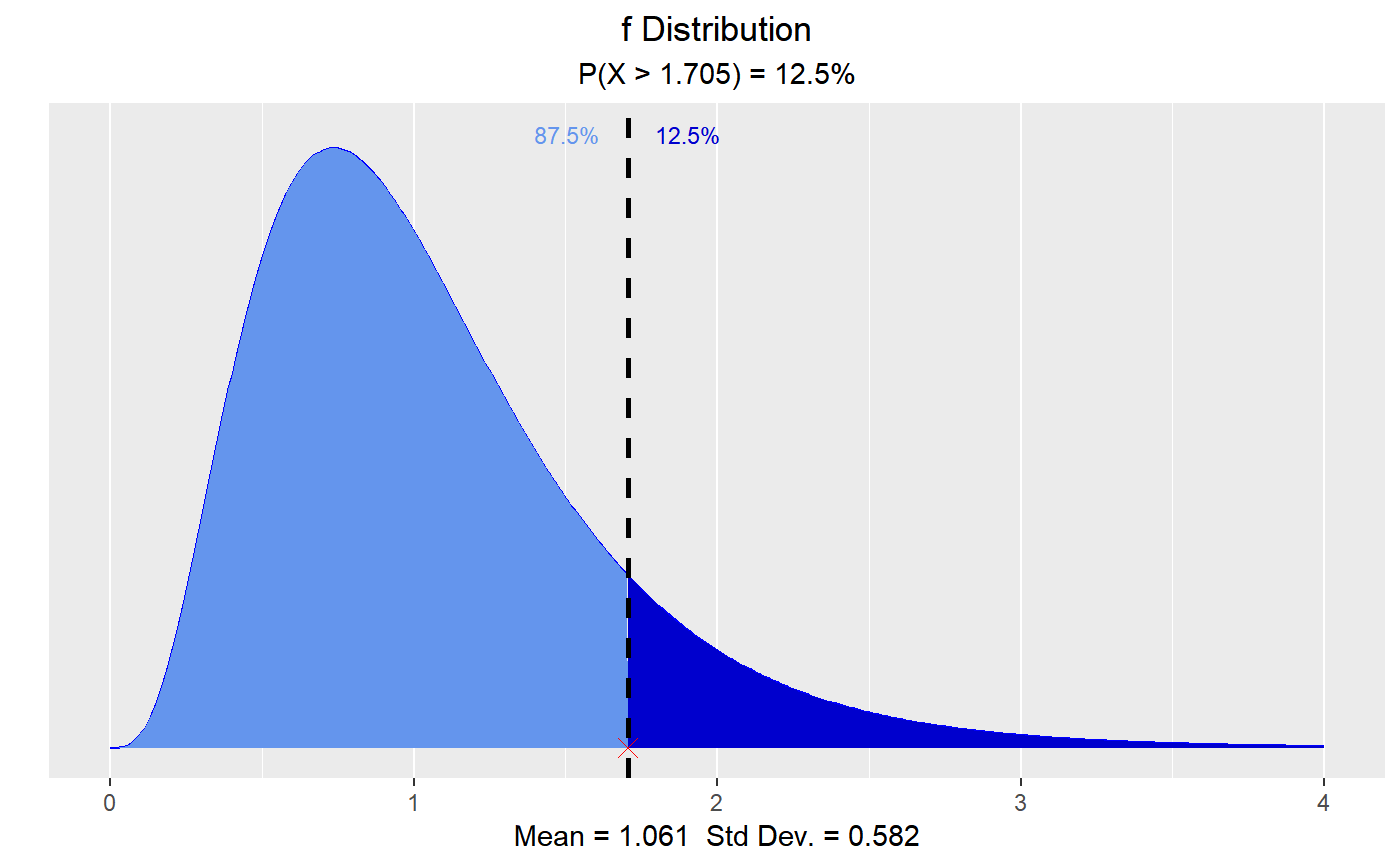 f Distribution
P(X > 1.705) = 12.5%
87.5% 12.5%
0 1 2 3 4
Mean = 1.061  Std Dev. = 0.582